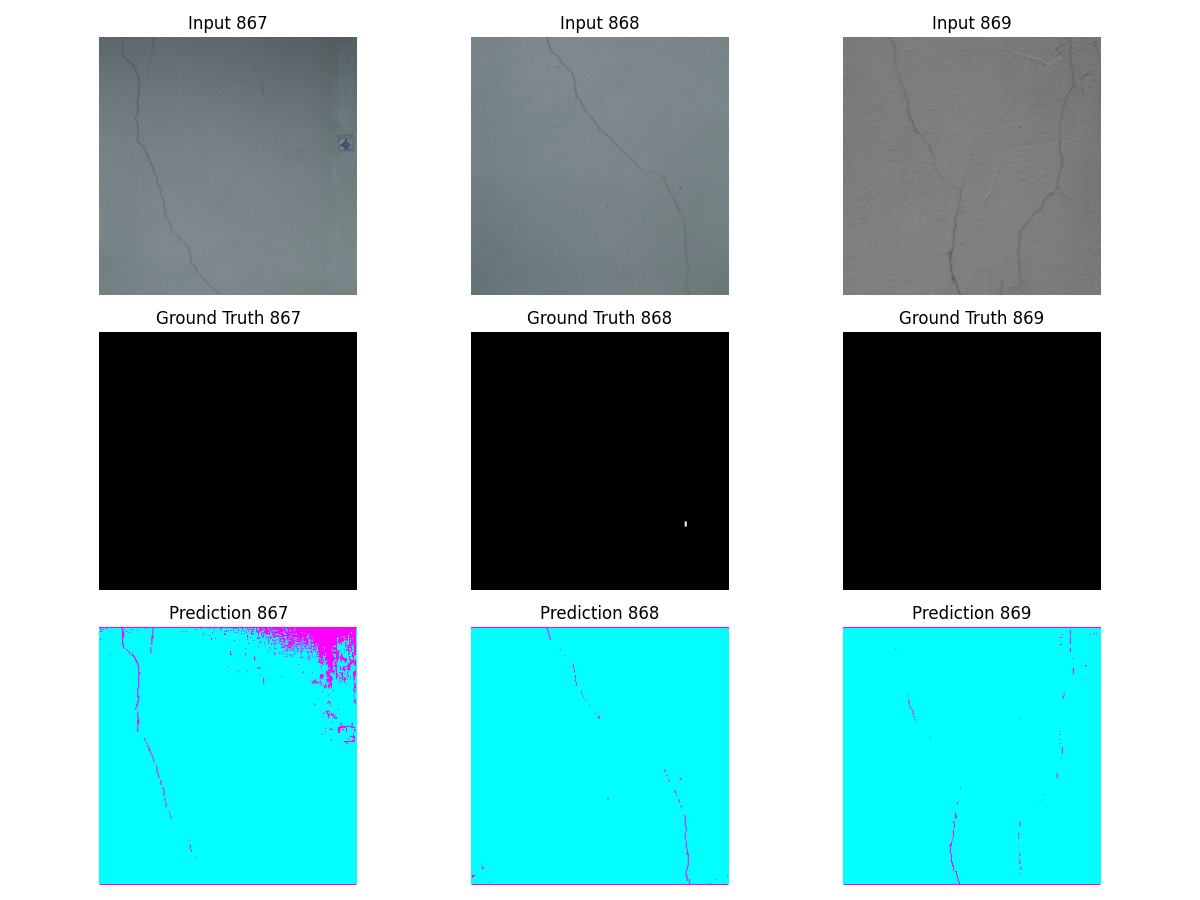 Input 867
Input 868
Input 869
Ground Truth 867
Ground Truth 868
Ground Truth 869
Prediction 867
Prediction 868
Prediction 869